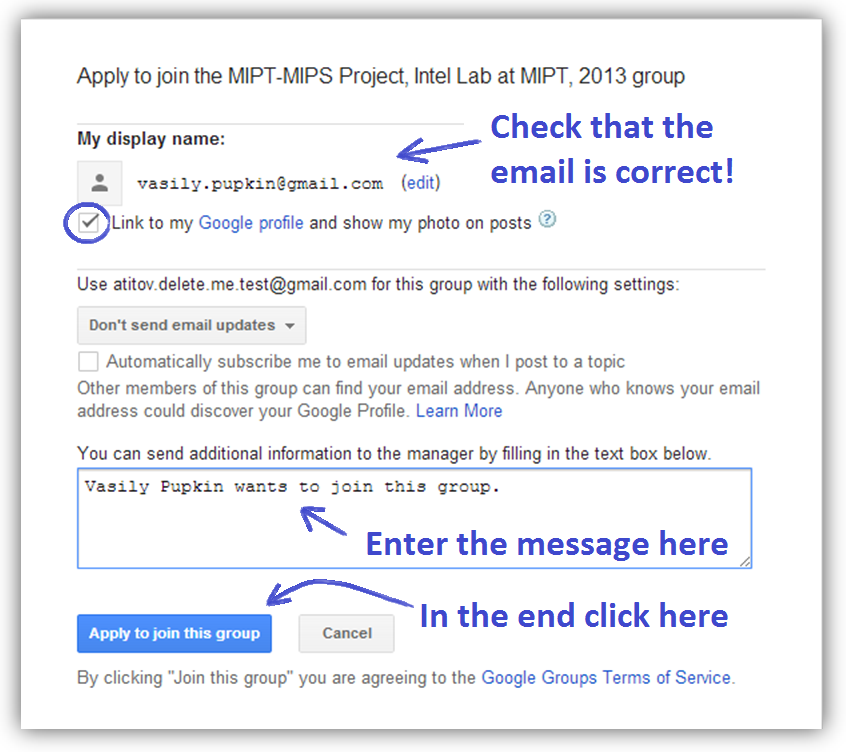 Apply to join the MIPT-MIPS Project, Intel Lab at MIPT, 2013 group
Check that the
email is correct!
My display name:
vasily.pupkin@gmail.com (edit)
Link to my Google profile and show my photo on posts ?
Use atitov.delete.me.test@gmail.com for this group with the following settings:
Don't send email updates
Automatically subscribe me to email updates when I post to a topic
Other members of this group can find your email address. Anyone who knows your email
address could discover your Google Profile. Learn More
You can send additional information to the manager by filling in the text box below.
Vasily Pupkin wants to join this group.
Enter the message here
In the end click here
Apply to join this group Cancel
By clicking "Join this group" you are agreeing to the Google Groups Terms of Service.